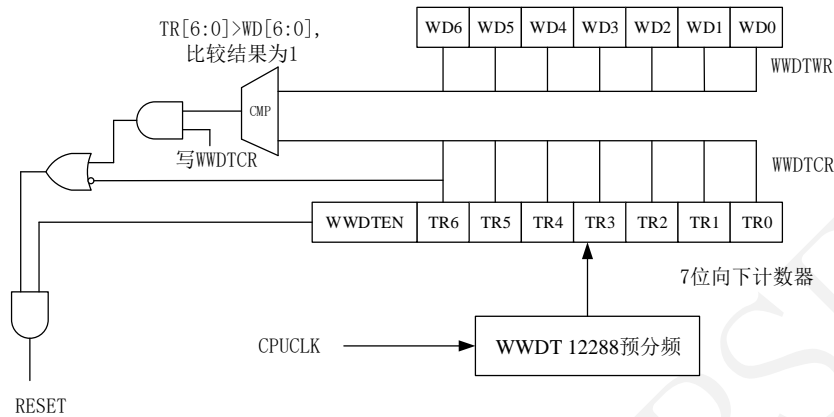 TR[6:0]>WD[6:0],
比较结果为1
WD6 WD5 WD4 WD3 WD2 WD1 WD0
WWDTWR
CMP
写WWDTCR
WWDTCR
WWDTEN TR6 TR5 TR4 TR3 TR2 TR1 TR0
7位向下计数器
CPUCLK
WWDT 12288预分频
RESET